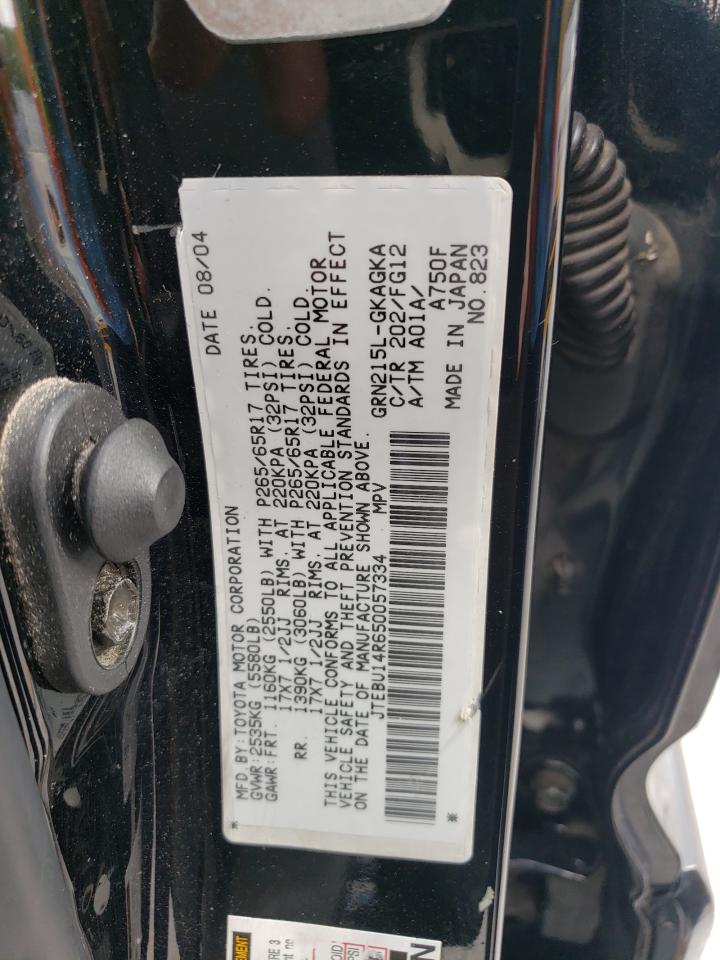 MFD.BY:TOYOTA MOTOR CORPORATION DATE 08/04
GVWR:2535KG (5580LB)
GAWR:FRT. 1160KG (2550LB) WITH P265/65R17 TIRES.
17X7 1/2JJ RIMS. AT 220KPA (32PSI) COLD.
RR. 1390KG (3060LB) WITH P265/65R17 TIRES.
17X7 1/2JJ RIMS. AT 220KPA (32PSI) COLD.
THIS VEHICLE CONFORMS TO ALL APPLICABLE FEDERAL MOTOR
VEHICLE SAFETY AND THEFT PREVENTION STANDARDS IN EFFECT
ON THE DATE OF MANUFACTURE SHOWN ABOVE.
JTEBU14R650057334 MPV GRN215L-GKAGKA
C/TR 202/FG12
A/TM A01A/
A750F
MADE IN JAPAN
NO.823